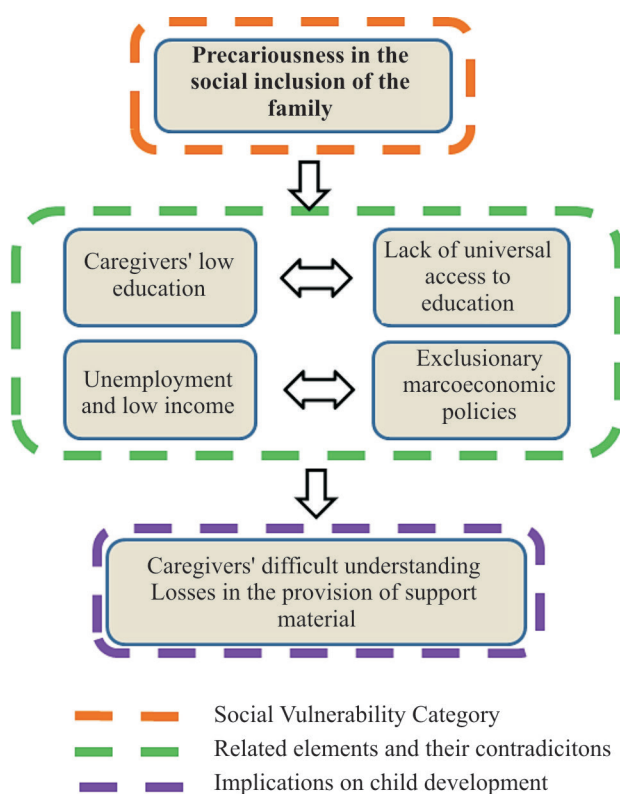 Precariousness in the
social inclusion of the
family
Caregivers' low
education
Lack of universal
access to
education
Unemployment
and low income
Exclusionary
marcoeconomic
policies
Caregivers' difficult understanding
Losses in the provision of support
material
Social Vulnerability Category
Related elements and their contradicitons
Implications on child development